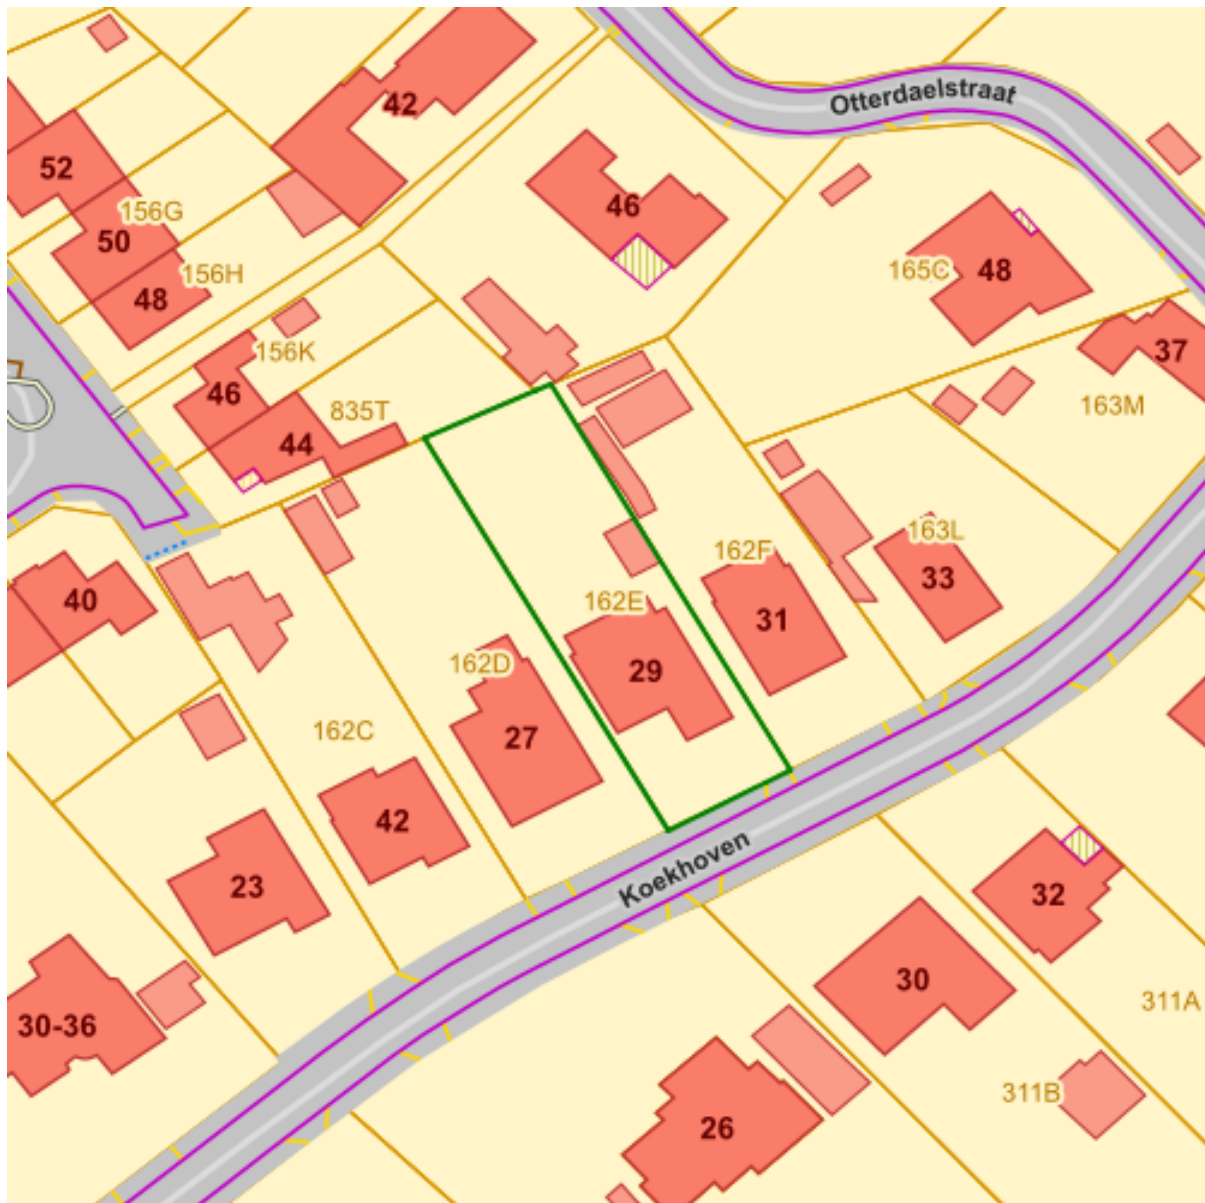 Otterdaelstraat
42
52
156G
46
50
156H
165C
48
48
156K
37
46
835T
163M
44
162F
163L
33
40
162E
31
162D
29
162C
27
42
Koekhoven
23
32
30
311A
30-36
311B
26